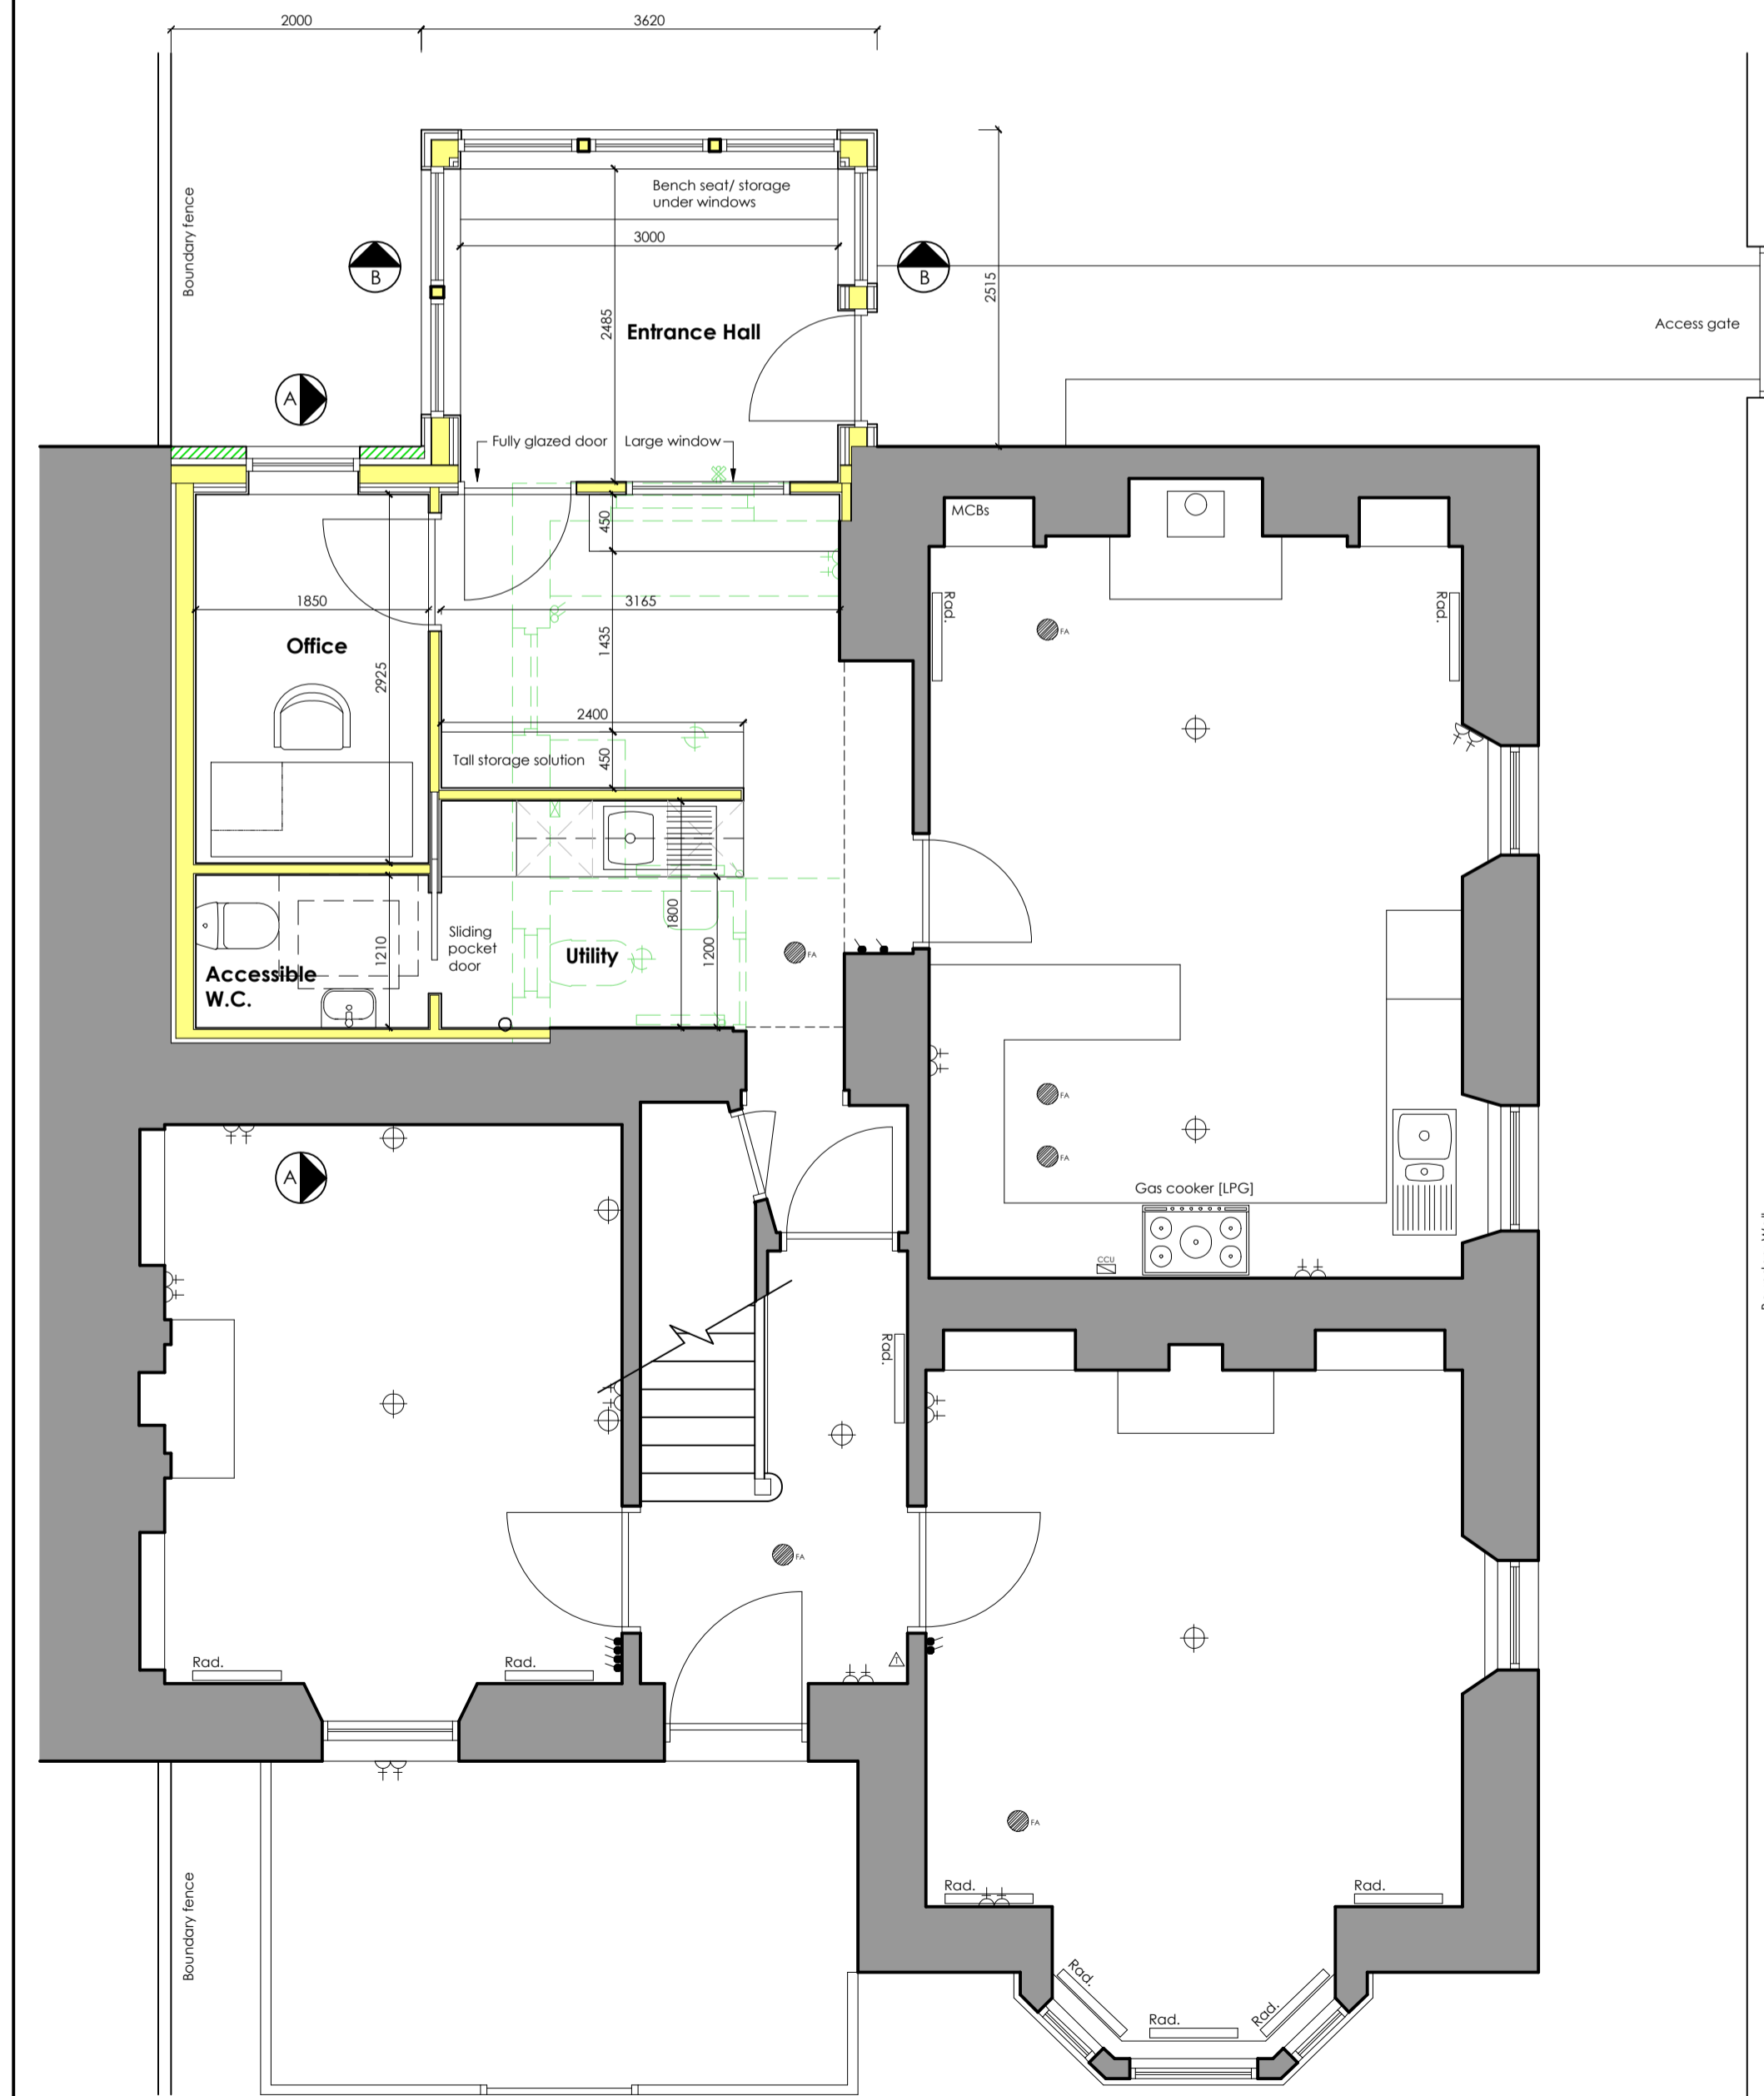 2000
3620
Boundary fence
Bench seat/ storage
under windows
3000
B
B
2485
2515
Entrance Hall
Access gate
A
Fully glazed door
Large window
MCBs
450
1850
3165
Rad.
Rad.
FA
Office
1435
2925
2400
Tall storage solution
450
Sliding
pocket
door
Utility
1800
1200
1210
FA
Accessible
W.C.
FA
FA
A
Gas cooker [LPG]
CCU
Rad.
FA
Rad.
Rad.
FA
Rad.
Rad.
Boundary fence
Rad.
Rad.
Rad.